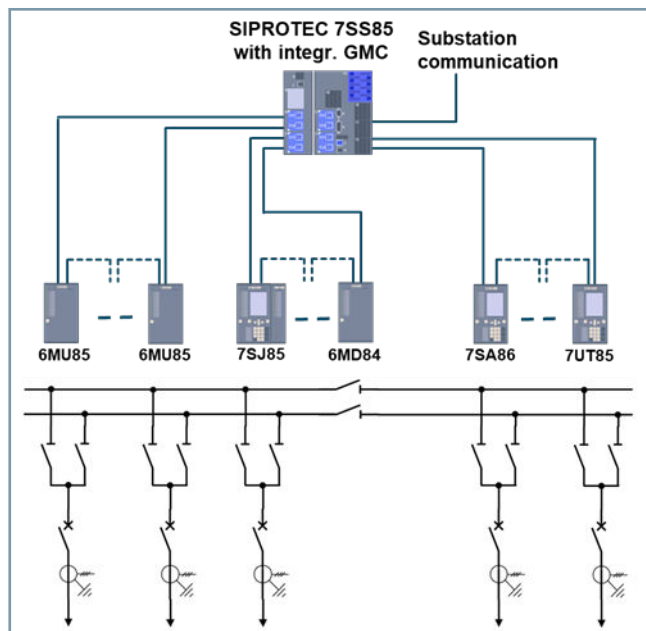 SIPROTEC 7SS85
with integr. GMC
Substation
communication
6MU85
6MU85
7SJ85
6MD84
7SA86
7UT85